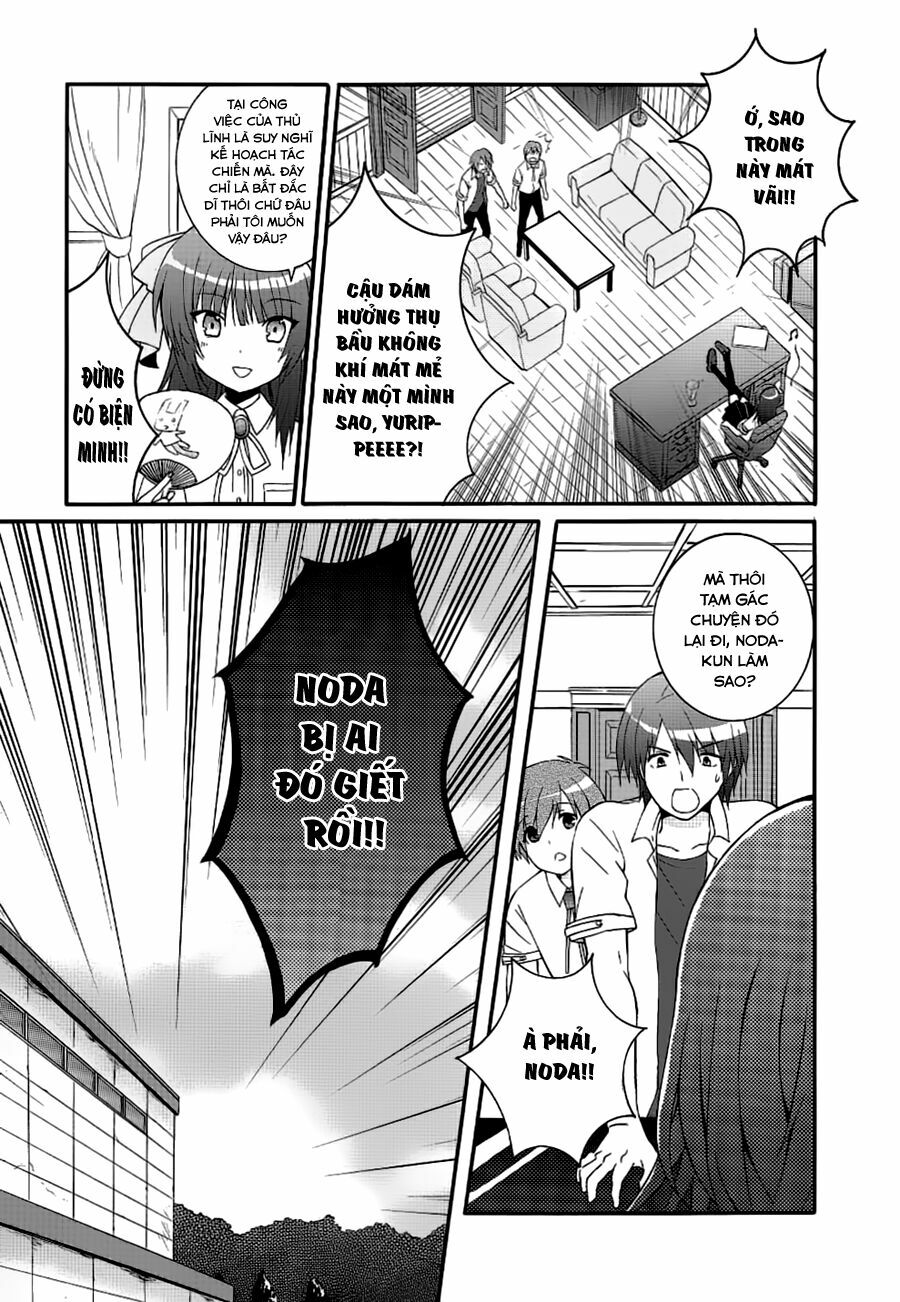 Ớ, SAO
TRONG
NÀY MÁT
VÃI!!
CẬU DÁM
HƯỞNG THỤ
BẦU KHÔNG
KHÍ MÁT MẺ
NÀY MỘT MÌNH
SAO, YURIP-
PEEEE?!
TẠI CÔNG
VIỆC CỦA THỦ
LĨNH LÀ SUY NGHĨ
KẾ HOẠCH TÁC
CHIẾN MÀ. ĐÂY
CHỈ LÀ BẤT ĐẮC
DĨ THÔI CHỨ ĐÂU
PHẢI TÔI MUỐN
VẬY ĐÂU?
ĐỪNG
CÓ BIỆN
MINH!!
MÀ THÔI
TẠM GÁC
CHUYỆN ĐÓ
LẠI ĐI, NODA-
KUN LÀM
SAO?
À PHẢI,
NODA!!
NODA
BỊ AI
ĐÓ GIẾT
RỒI!!